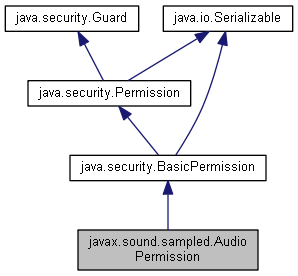 java.security.Guard
java.io.Serializable
java.security.Permission
java.security.BasicPermission
javax.sound.sampled.Audio
Permission